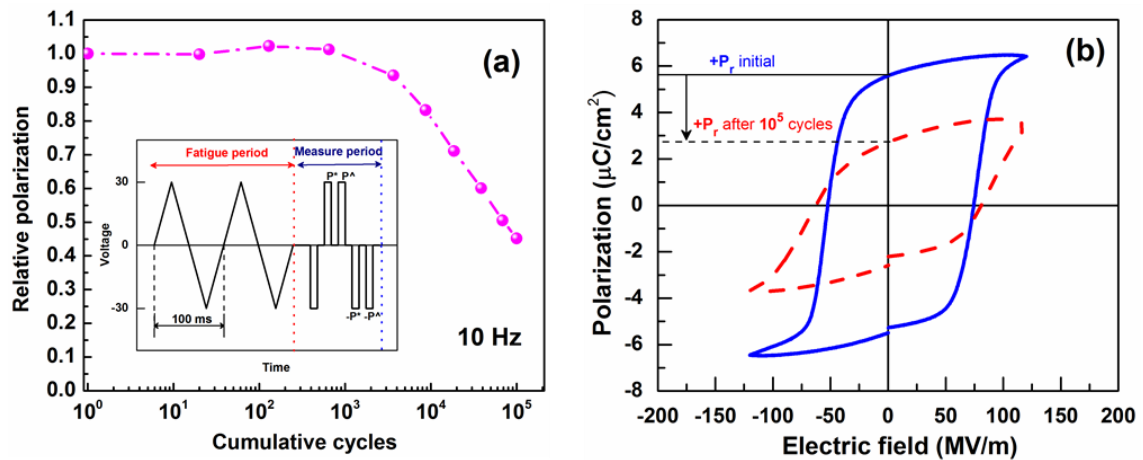 1.1
1.0
0.9
0.8
0.7
0.6
0.5
0.4
0.3
0.2
0.1
0.0
Relative polarization
(a)
Fatigue period
Measure period
P* P^
30
0
-30
Voltage
-P* -P^
100 ms
Time
10 Hz
10^0 10^1 10^2 10^3 10^4 10^5
Cumulative cycles
8
6
4
2
0
-2
-4
-6
-8
Polarization (μC/cm²)
(b)
+Pr initial
+Pr after 10^5 cycles
-200 -150 -100 -50 0 50 100 150 200
Electric field (MV/m)